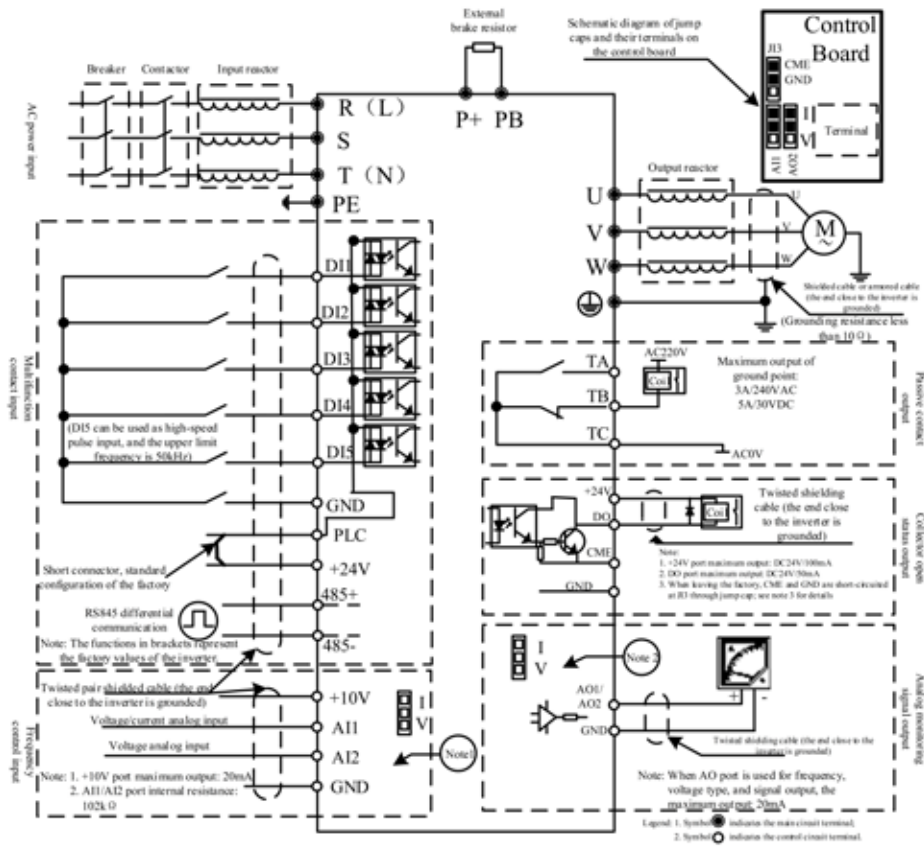 External
brake resistor
Schematic diagram of jump
caps and their terminals on
the control board
Control
Board
J13
CME
GND
I
V
Terminal
AI1
AO2
Breaker
Contactor
Input reactor
AC power input
R (L)
S
T (N)
PE
P+
PB
Output reactor
U
V
W
U
V
W
M
~
Shielded cable or armored cable
(the end close to the inverter is
grounded)
(Grounding resistance less
than 10Ω)
Multifunction
contact input
DI1
DI2
DI3
DI4
(DI5 can be used as high-speed
pulse input, and the upper limit
frequency is 50kHz)
DI5
GND
PLC
+24V
Short connector, standard
configuration of the factory
485+
RS845 differential
communication
485-
Note: The functions in brackets represent
the factory values of the inverter.
Twisted pair shielded cable (the end
close to the inverter is grounded)
Frequency
control input
+10V
Voltage/current analog input
AI1
Voltage analog input
AI2
GND
I
V
Note1
Note: 1. +10V port maximum output: 20mA
2. AI1/AI2 port internal resistance:
102kΩ
TA
TB
TC
AC220V
Coil
AC0V
Maximum output of
ground point:
3A/240VAC
5A/30VDC
Passive contact
output
+24V
DO
CME
GND
Coil
Twisted shielding
cable (the end close
to the inverter is
grounded)
Note:
1. +24V port maximum output: DC24V/100mA
2. DO port maximum output: DC24V/50mA
3. When leaving the factory, CME and GND are short-circuited
at J13 through jump cap; see note 3 for details
Collector open
status output
I
V
Note 2
AO1/
AO2
GND
+
-
Twisted shielding cable (the end close to the
inverter is grounded)
Note: When AO port is used for frequency,
voltage type, and signal output, the
maximum output: 20mA
Analog monitoring
signal output
Legend: 1. Symbol indicates the main circuit terminal;
2. Symbol indicates the control circuit terminal.